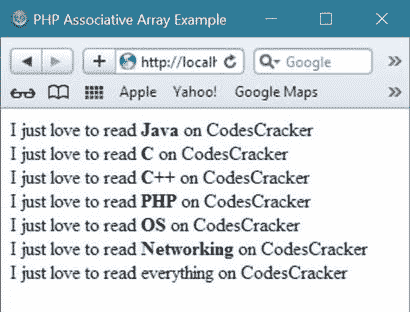 PHP Associative Array Example
http://localh
Google
Apple Yahoo! Google Maps
I just love to read Java on CodesCracker
I just love to read C on CodesCracker
I just love to read C++ on CodesCracker
I just love to read PHP on CodesCracker
I just love to read OS on CodesCracker
I just love to read Networking on CodesCracker
I just love to read everything on CodesCracker